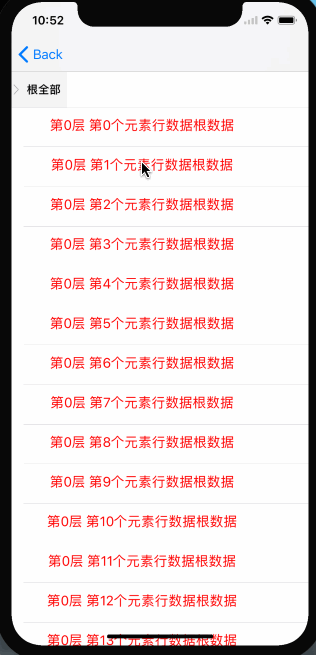 10:52
Back
根全部
第0层 第0个元素行数据根数据
第0层 第1个元素行数据根数据
第0层 第2个元素行数据根数据
第0层 第3个元素行数据根数据
第0层 第4个元素行数据根数据
第0层 第5个元素行数据根数据
第0层 第6个元素行数据根数据
第0层 第7个元素行数据根数据
第0层 第8个元素行数据根数据
第0层 第9个元素行数据根数据
第0层 第10个元素行数据根数据
第0层 第11个元素行数据根数据
第0层 第12个元素行数据根数据
第0层 第13个元素行数据根数据